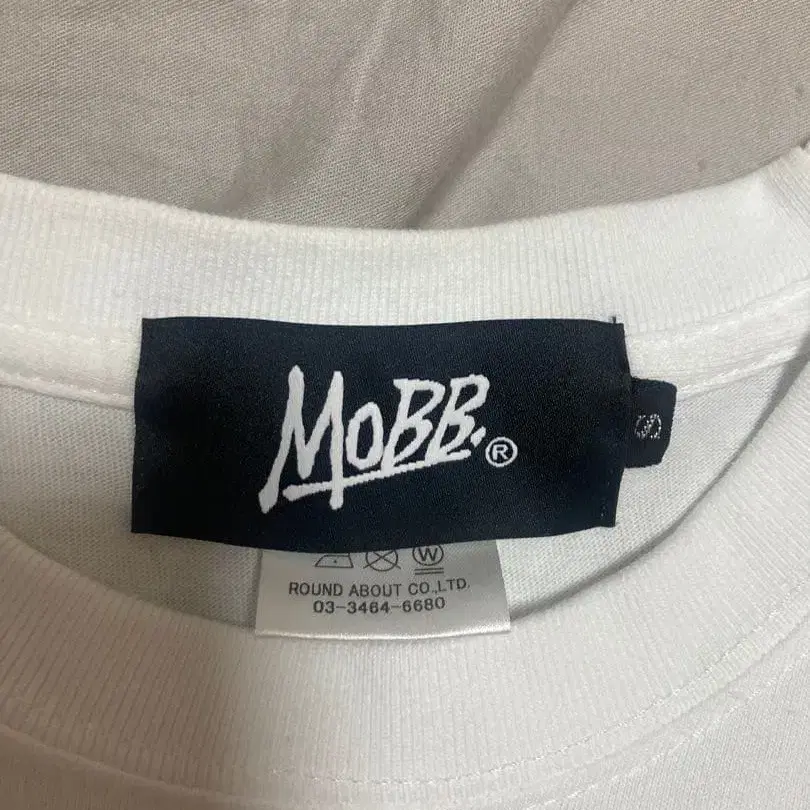 MOBB.®
S
W
ROUND ABOUT CO.,LTD.
03-3464-6680